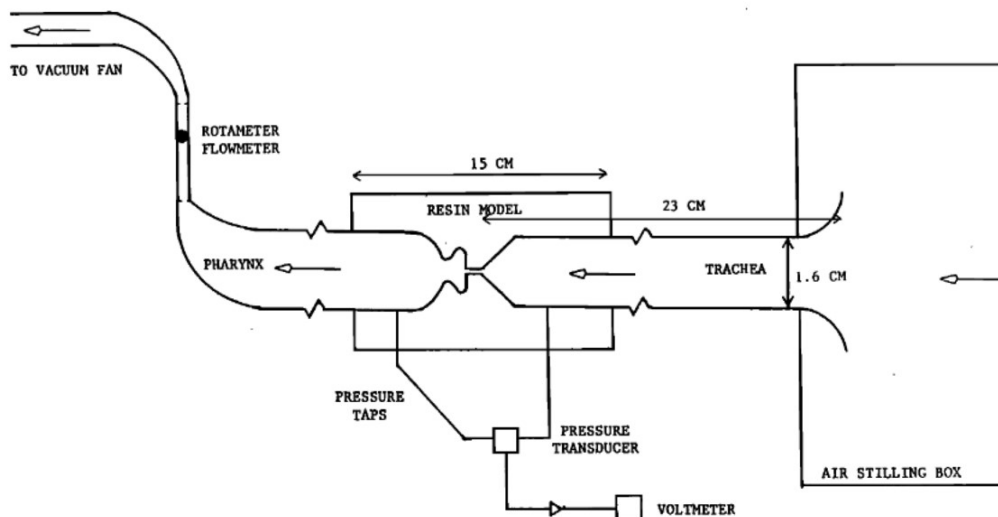 TO VACUUM FAN
ROTAMETER
FLOWMETER
15 CM
RESIN MODEL
23 CM
PHARYNX
TRACHEA
1.6 CM
PRESSURE
TAPS
PRESSURE
TRANSDUCER
AIR STILLING BOX
VOLTMETER